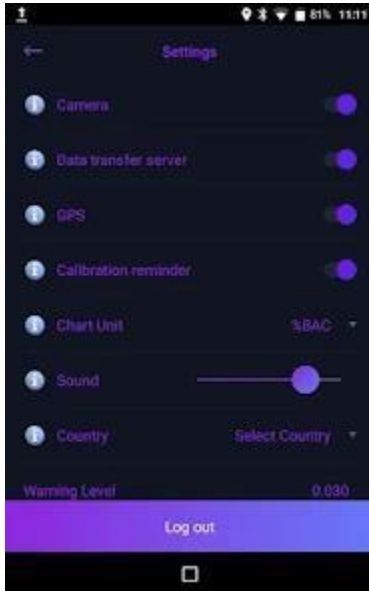 81% 11:11
Settings
Camera
Data transfer server
GPS
Calibration reminder
Chart Unit %BAC
Sound
Country Select Country
Warning Level 0.030
Log out